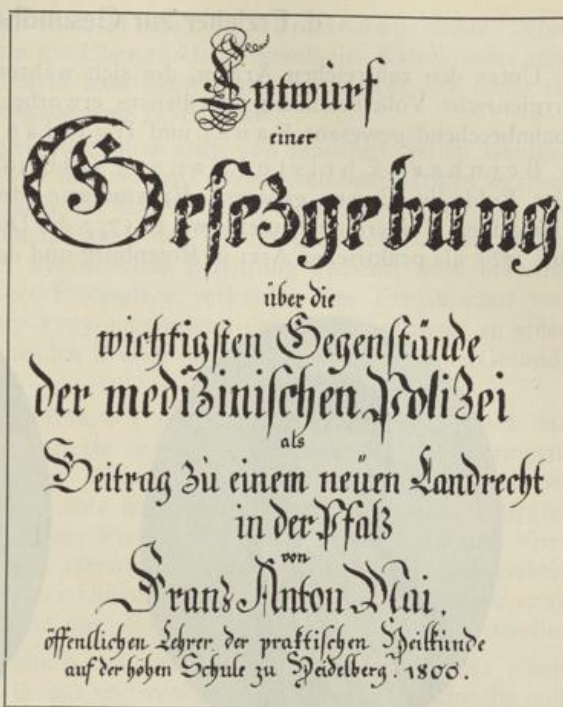 Entwurf
einer
Gesezgebung
über die
wichtigsten Gegenstände
der medizinischen Polizei
als
Beitrag zu einem neuen Landrecht
in der Pfalz
von
Franz Anton Mai.
öffentlichen Lehrer der praktischen Heilkunde
auf der hohen Schule zu Heidelberg. 1800.